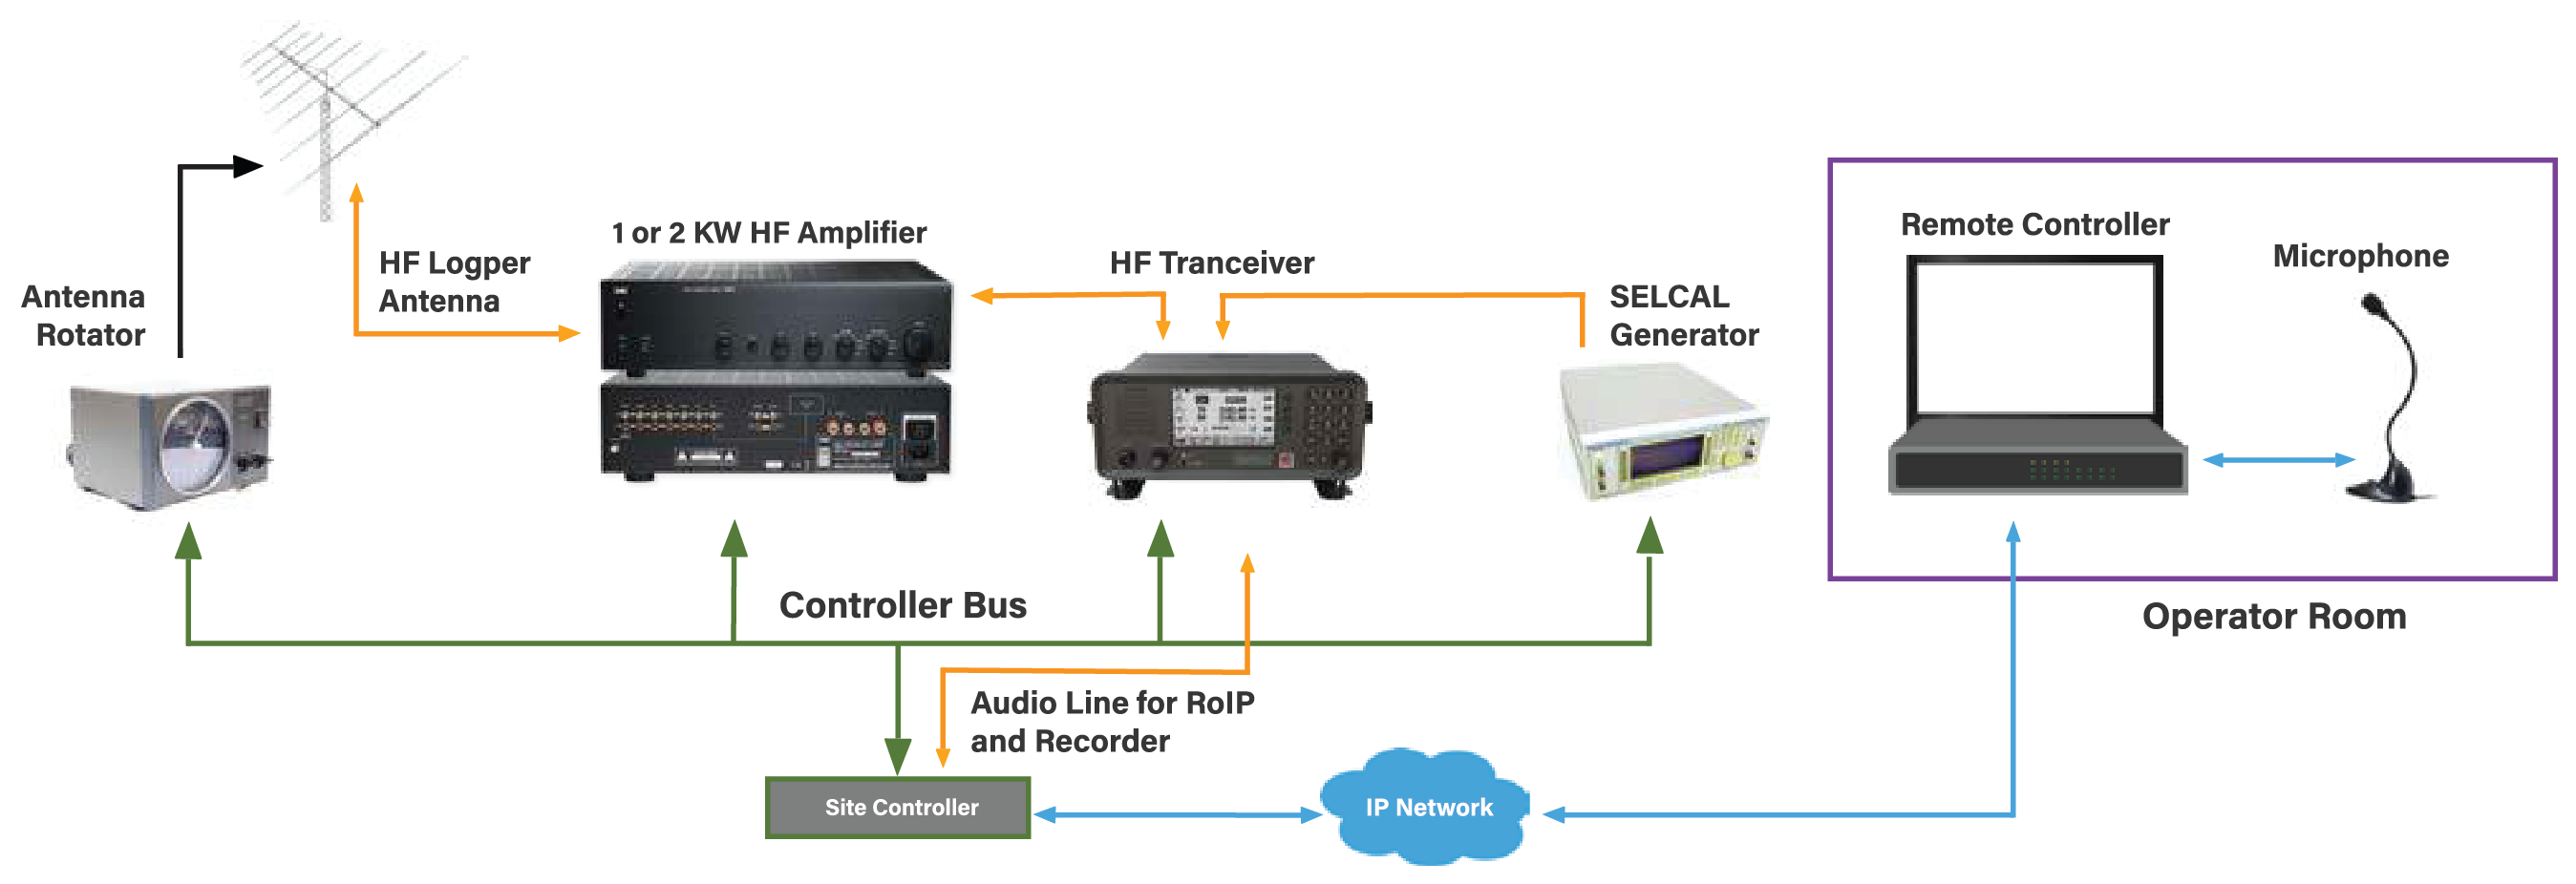 1 or 2 KW HF Amplifier
HF Logper
Antenna
Antenna
Rotator
HF Tranceiver
SELCAL
Generator
Remote Controller
Microphone
Controller Bus
Operator Room
Audio Line for RoIP
and Recorder
Site Controller
IP Network